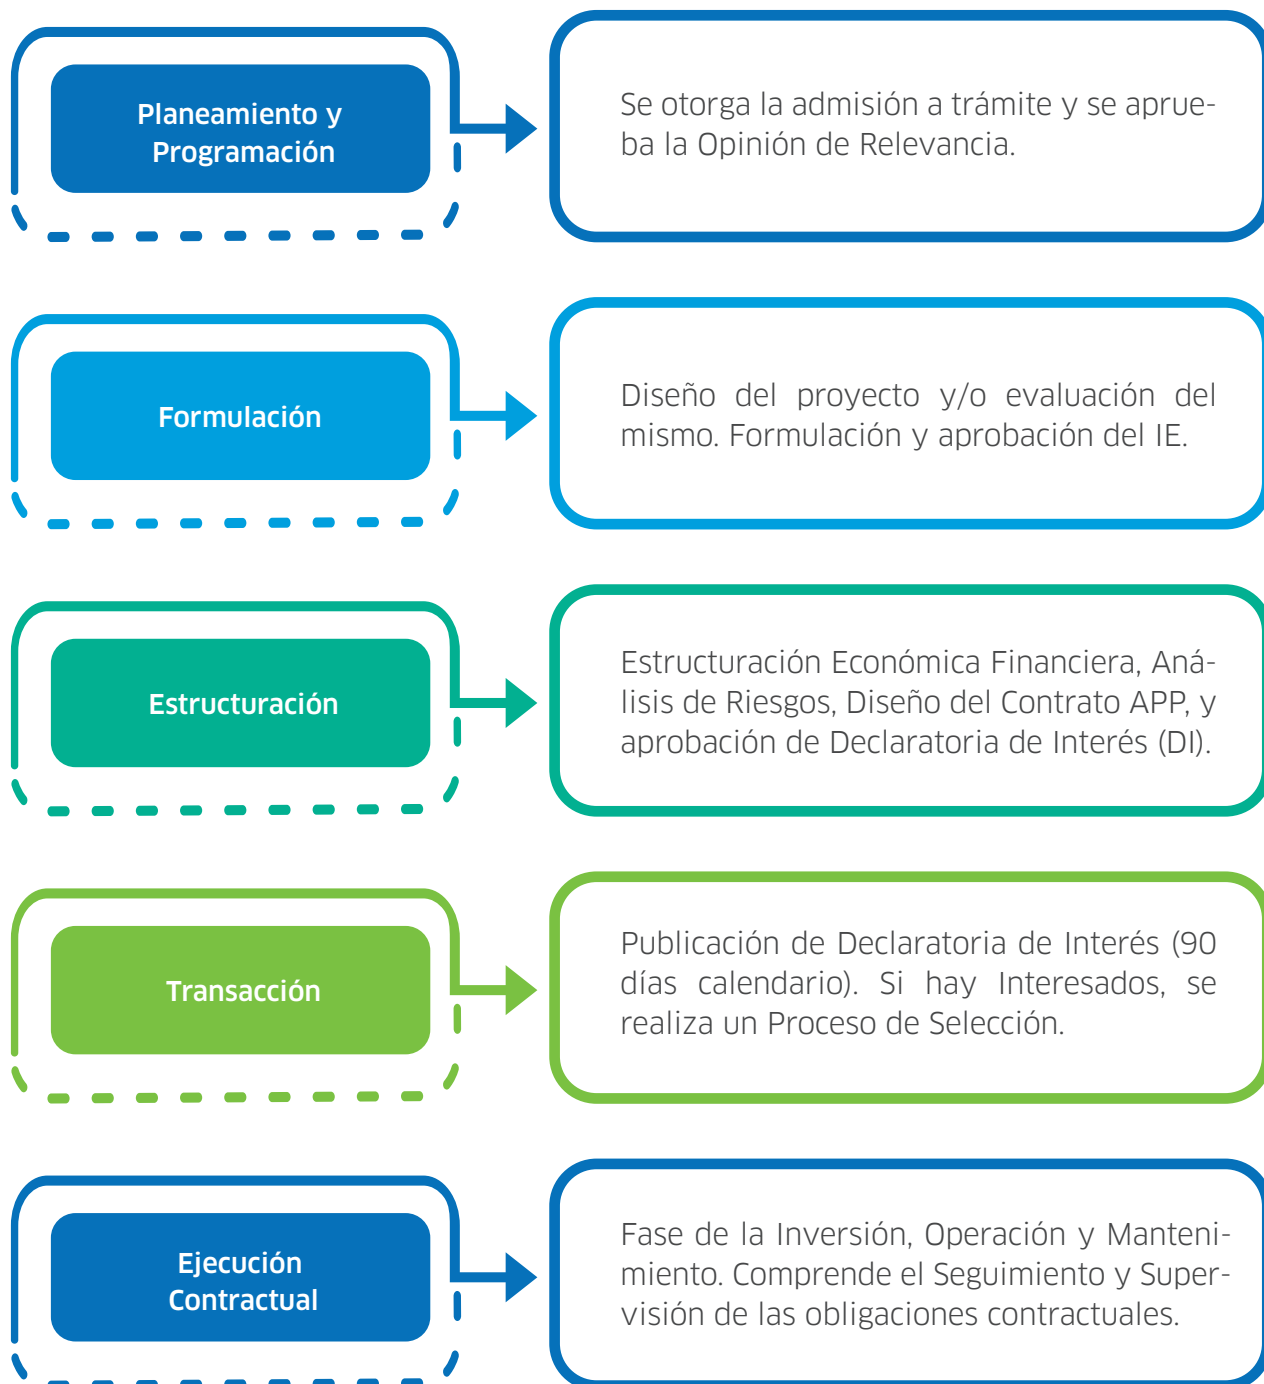 Planeamiento y
Programación
Se otorga la admisión a trámite y se aprue-
ba la Opinión de Relevancia.
Formulación
Diseño del proyecto y/o evaluación del
mismo. Formulación y aprobación del IE.
Estructuración
Estructuración Económica Financiera, Aná-
lisis de Riesgos, Diseño del Contrato APP, y
aprobación de Declaratoria de Interés (DI).
Transacción
Publicación de Declaratoria de Interés (90
días calendario). Si hay Interesados, se
realiza un Proceso de Selección.
Ejecución
Contractual
Fase de la Inversión, Operación y Manteni-
miento. Comprende el Seguimiento y Super-
visión de las obligaciones contractuales.